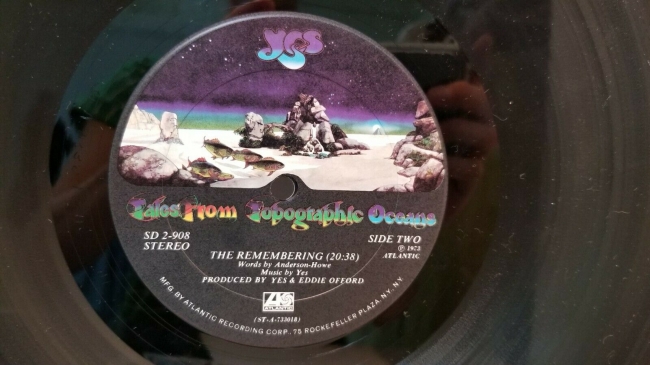 yes
Tales From Topographic Oceans
SD 2-908
STEREO
SIDE TWO
℗ 1973
ATLANTIC
THE REMEMBERING (20:38)
Words by Anderson-Howe
Music by Yes
PRODUCED BY YES & EDDIE OFFORD
ATLANTIC
(ST-A-733018)
MFG. BY ATLANTIC RECORDING CORP., 75 ROCKEFELLER PLAZA, N.Y., N.Y.